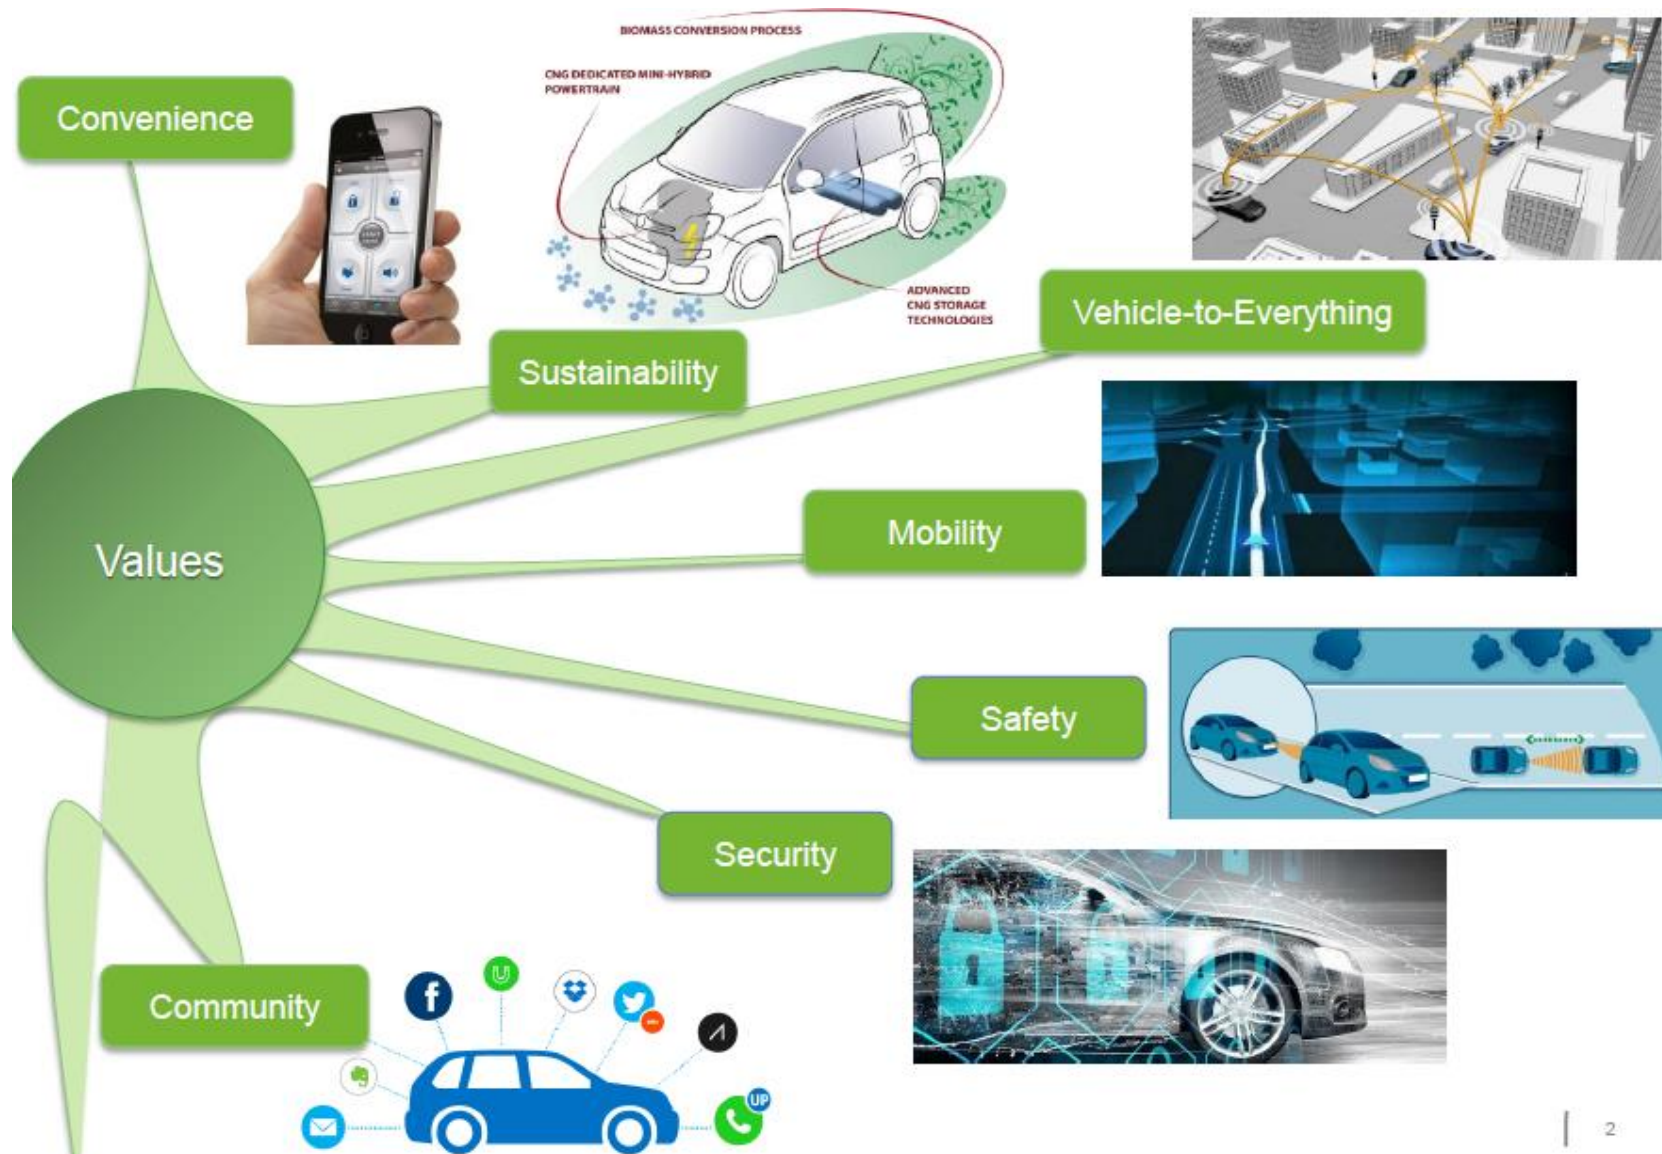 BIOMASS CONVERSION PROCESS
CNG DEDICATED MINI-HYBRID
POWERTRAIN
Convenience
ADVANCED
CNG STORAGE
TECHNOLOGIES
Vehicle-to-Everything
Sustainability
Mobility
Values
Safety
Security
Community
f
U
UP
2